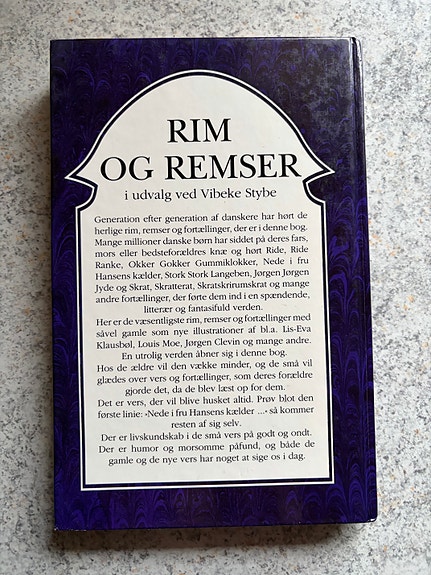 RIM
OG REMSER
i udvalg ved Vibeke Stybe
Generation efter generation af danskere har hørt de
herlige rim, remser og fortællinger, der er i denne bog.
Mange millioner danske børn har siddet på deres fars,
mors eller bedsteforældres knæ og hørt Ride, Ride
Ranke, Okker Gokker Gummiklokker, Nede i fru
Hansens kælder, Stork Stork Langeben, Jørgen Jørgen
Jyde og Skrat, Skratterat, Skratskrirumskrat og mange
andre fortællinger, der førte dem ind i en spændende,
litterær og fantasifuld verden.
Her er de væsentligste rim, remser og fortællinger med
såvel gamle som nye illustrationer af bl.a. Lis-Eva
Klausbøl, Louis Moe, Jørgen Clevin og mange andre.
En utrolig verden åbner sig i denne bog.
Hos de ældre vil den vække minder, og de små vil
glædes over vers og fortællinger, som deres forældre
gjorde det, da de blev læst op for dem.
Det er vers, der vil blive husket altid. Prøv blot den
første linie: »Nede i fru Hansens kælder ...« så kommer
resten af sig selv.
Der er livskundskab i de små vers på godt og ondt.
Der er humor og morsomme påfund, og både de
gamle og de nye vers har noget at sige os i dag.